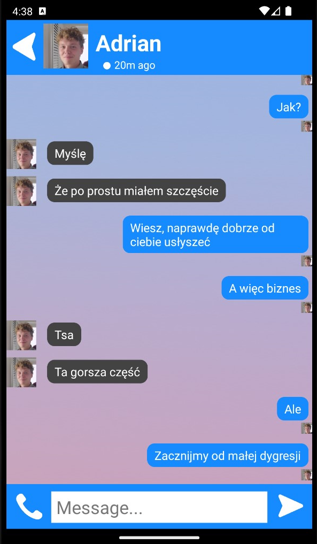 4:38
Adrian
20m ago
Jak?
Myślę
Że po prostu miałem szczęście
Wiesz, naprawdę dobrze od
ciebie usłyszeć
A więc biznes
Tsa
Ta gorsza część
Ale
Zacznijmy od małej dygresji
Message...